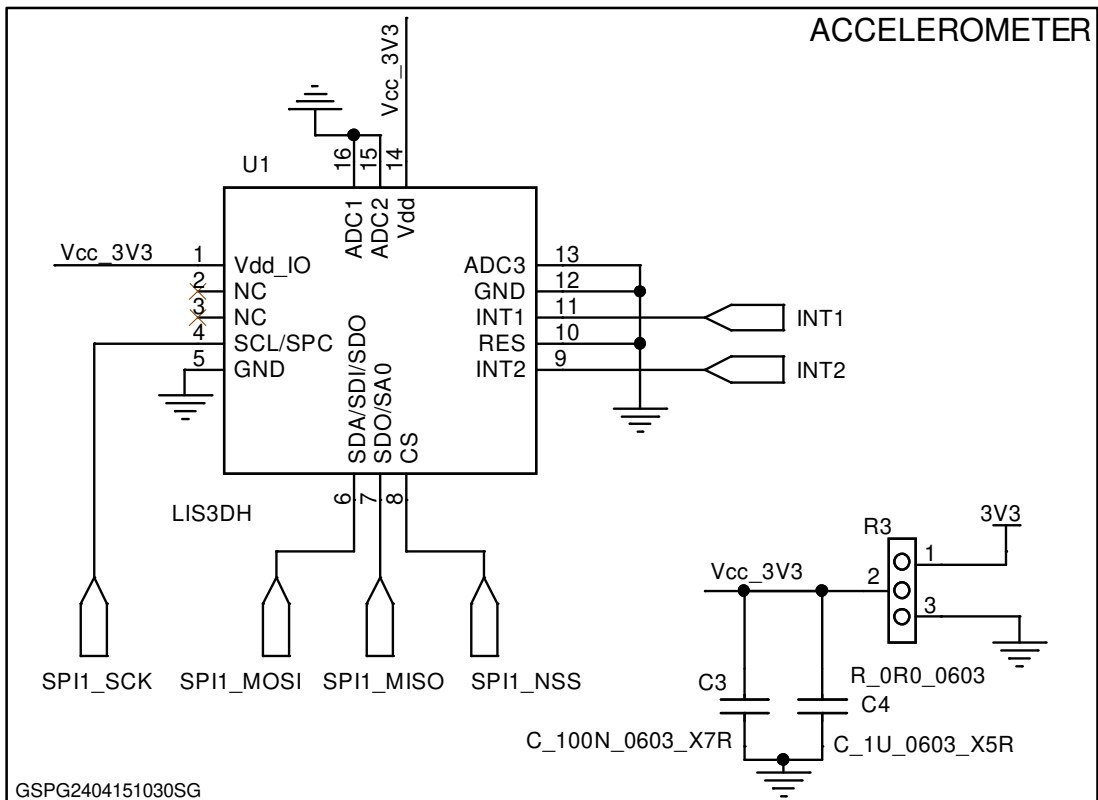 ACCELEROMETER
Vcc_3V3
U1
16
15
14
ADC1
ADC2
Vdd
Vcc_3V3
1
Vdd_IO
2
NC
3
NC
4
SCL/SPC
5
GND
ADC3
13
GND
12
INT1
11
INT1
RES
10
INT2
9
INT2
SDA/SDI/SDO
SDO/SA0
CS
6
7
8
LIS3DH
SPI1_SCK
SPI1_MOSI
SPI1_MISO
SPI1_NSS
R3
3V3
1
Vcc_3V3
2
3
R_0R0_0603
C3
C4
C_100N_0603_X7R
C_1U_0603_X5R
GSPG2404151030SG